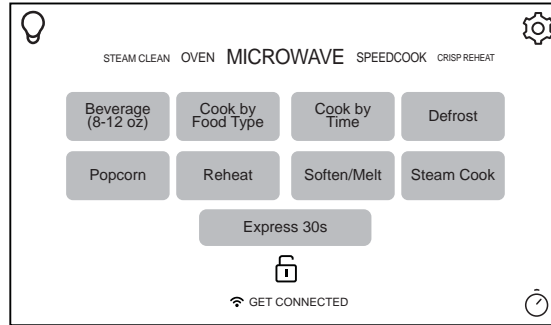 STEAM CLEAN OVEN MICROWAVE SPEEDCOOK CRISP REHEAT
Beverage
(8-12 oz)
Cook by
Food Type
Cook by
Time
Defrost
Popcorn
Reheat
Soften/Melt
Steam Cook
Express 30s
GET CONNECTED